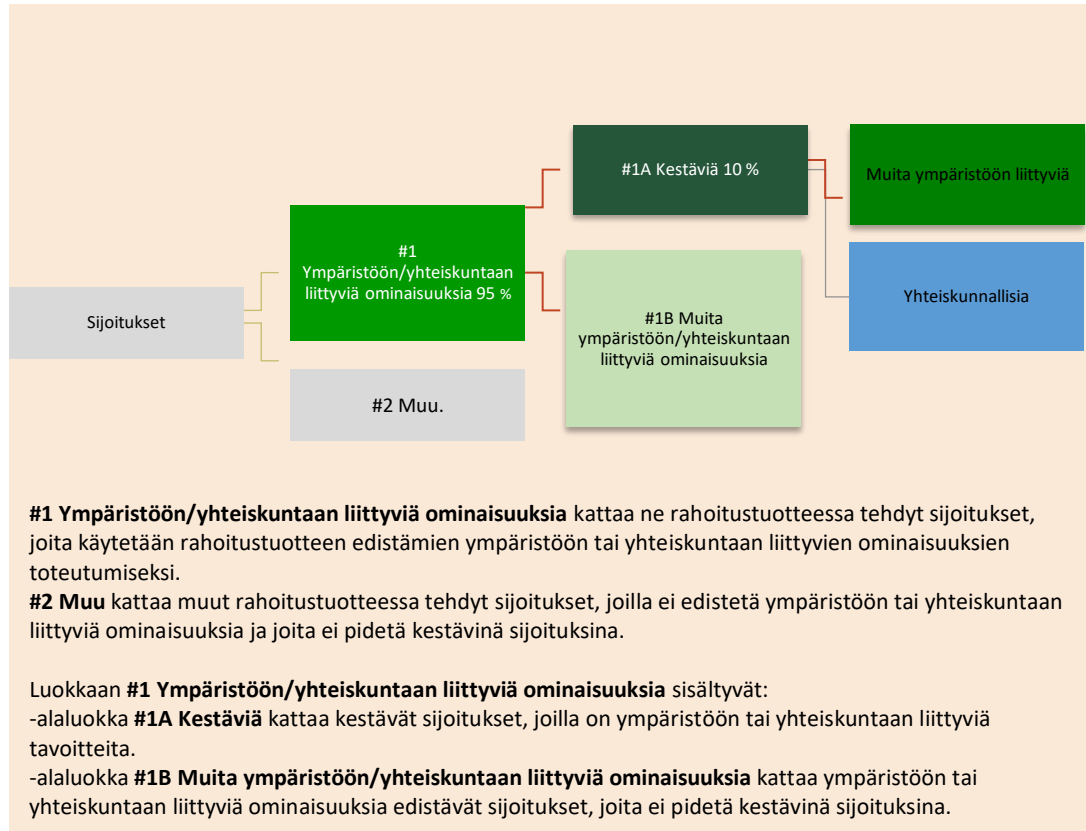 #1A Kestäviä 10 %
Muita ympäristöön liittyviä
#1
Ympäristöön/yhteiskuntaan
liittyviä ominaisuuksia 95 %
Yhteiskunnallisia
Sijoitukset
#1B Muita
ympäristöön/yhteiskuntaan
liittyviä ominaisuuksia
#2 Muu.
#1 Ympäristöön/yhteiskuntaan liittyviä ominaisuuksia kattaa ne rahoitustuotteessa tehdyt sijoitukset,
joita käytetään rahoitustuotteen edistämien ympäristöön tai yhteiskuntaan liittyvien ominaisuuksien
toteutumiseksi.
#2 Muu kattaa muut rahoitustuotteessa tehdyt sijoitukset, joilla ei edistetä ympäristöön tai yhteiskuntaan
liittyviä ominaisuuksia ja joita ei pidetä kestävinä sijoituksina.
Luokkaan #1 Ympäristöön/yhteiskuntaan liittyviä ominaisuuksia sisältyvät:
-alaluokka #1A Kestäviä kattaa kestävät sijoitukset, joilla on ympäristöön tai yhteiskuntaan liittyviä
tavoitteita.
-alaluokka #1B Muita ympäristöön/yhteiskuntaan liittyviä ominaisuuksia kattaa ympäristöön tai
yhteiskuntaan liittyviä ominaisuuksia edistävät sijoitukset, joita ei pidetä kestävinä sijoituksina.